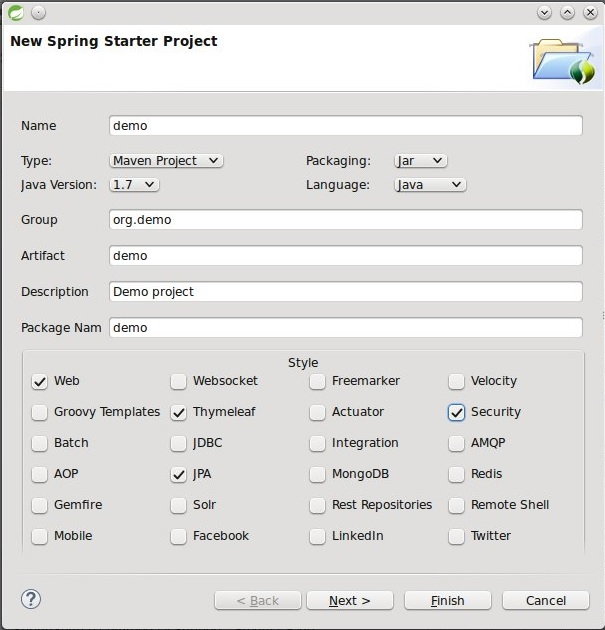 New Spring Starter Project
Name demo
Type: Maven Project Packaging: Jar
Java Version: 1.7 Language: Java
Group org.demo
Artifact demo
Description Demo project
Package Nam demo
Style
Web Websocket Freemarker Velocity
Groovy Templates Thymeleaf Actuator Security
Batch JDBC Integration AMQP
AOP JPA MongoDB Redis
Gemfire Solr Rest Repositories Remote Shell
Mobile Facebook LinkedIn Twitter
? < Back Next > Finish Cancel